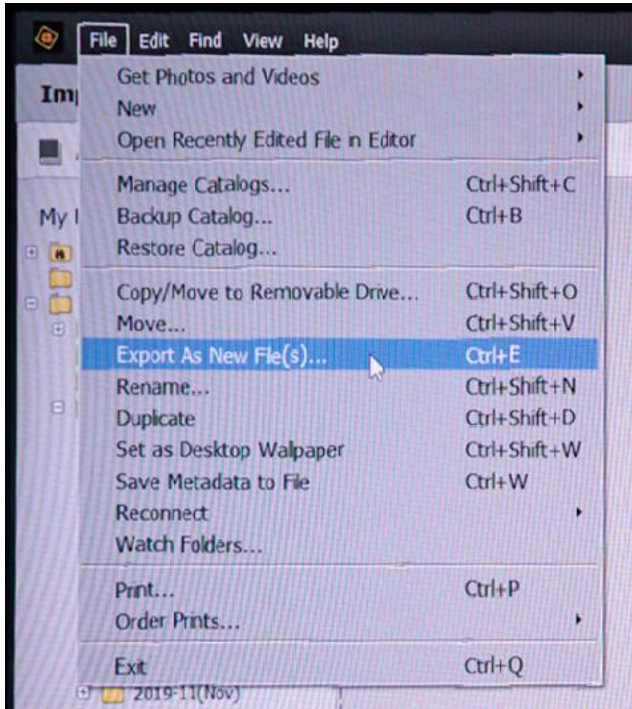 File Edit Find View Help
Get Photos and Videos
New
Open Recently Edited File in Editor
Manage Catalogs... Ctrl+Shift+C
Backup Catalog... Ctrl+B
Restore Catalog...
Copy/Move to Removable Drive... Ctrl+Shift+O
Move... Ctrl+Shift+V
Export As New File(s)... Ctrl+E
Rename... Ctrl+Shift+N
Duplicate Ctrl+Shift+D
Set as Desktop Wallpaper Ctrl+Shift+W
Save Metadata to File Ctrl+W
Reconnect
Watch Folders...
Print... Ctrl+P
Order Prints...
Exit Ctrl+Q
My
2019-11(Nov)